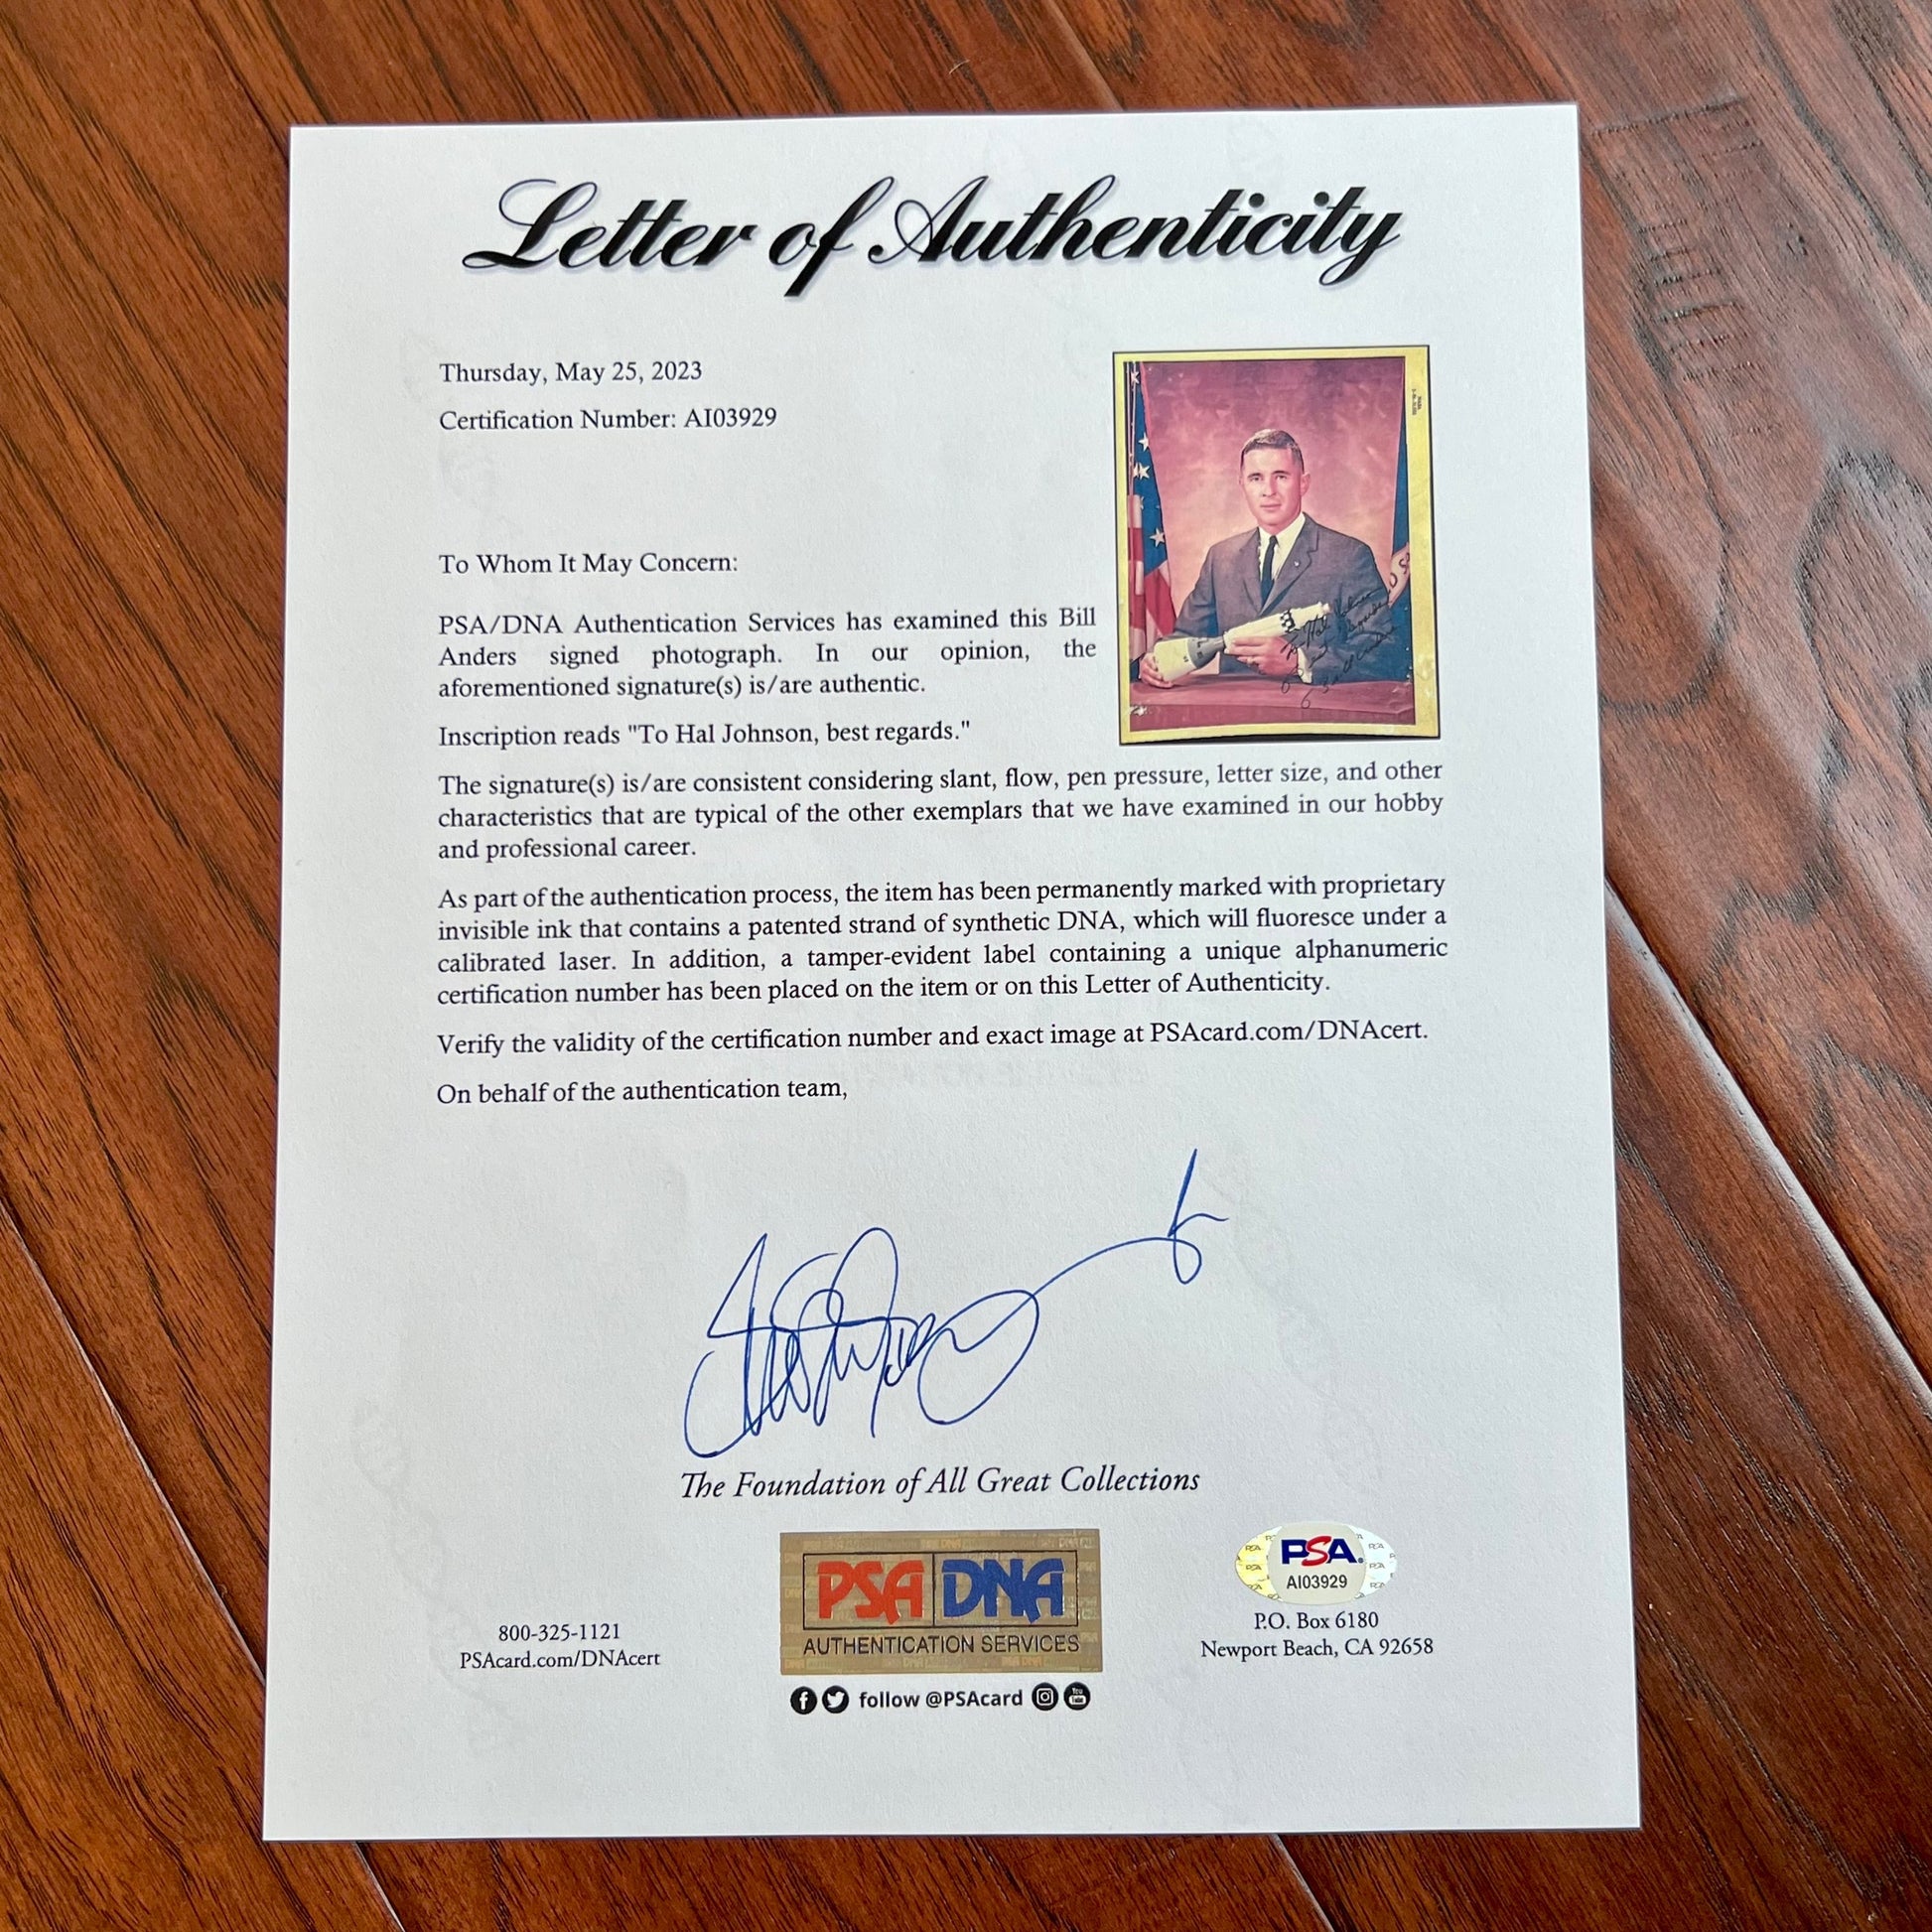 Letter of Authenticity
Thursday, May 25, 2023
Certification Number: AI03929
To Whom It May Concern:
PSA/DNA Authentication Services has examined this Bill
Anders signed photograph. In our opinion, the
aforementioned signature(s) is/are authentic.
Inscription reads "To Hal Johnson, best regards."
The signature(s) is/are consistent considering slant, flow, pen pressure, letter size, and other
characteristics that are typical of the other exemplars that we have examined in our hobby
and professional career.
As part of the authentication process, the item has been permanently marked with proprietary
invisible ink that contains a patented strand of synthetic DNA, which will fluoresce under a
calibrated laser. In addition, a tamper-evident label containing a unique alphanumeric
certification number has been placed on the item or on this Letter of Authenticity.
Verify the validity of the certification number and exact image at PSAcard.com/DNAcert.
On behalf of the authentication team,
The Foundation of All Great Collections
800-325-1121
PSAcard.com/DNAcert
PSA DNA
AUTHENTICATION SERVICES
follow @PSAcard
PSA
AI03929
P.O. Box 6180
Newport Beach, CA 92658